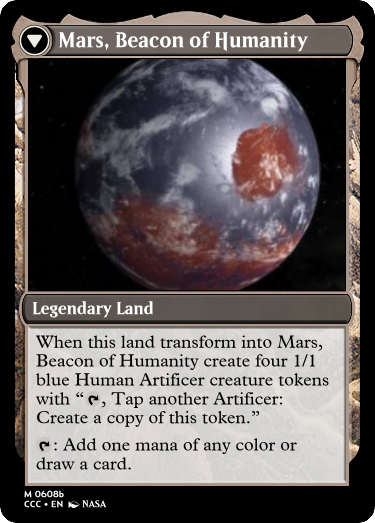 Mars, Beacon of Humanity
Legendary Land
When this land transform into Mars,
Beacon of Humanity create four 1/1
blue Human Artificer creature tokens
with “ , Tap another Artificer:
Create a copy of this token.”
: Add one mana of any color or
draw a card.
M 0608b
CCC • EN NASA